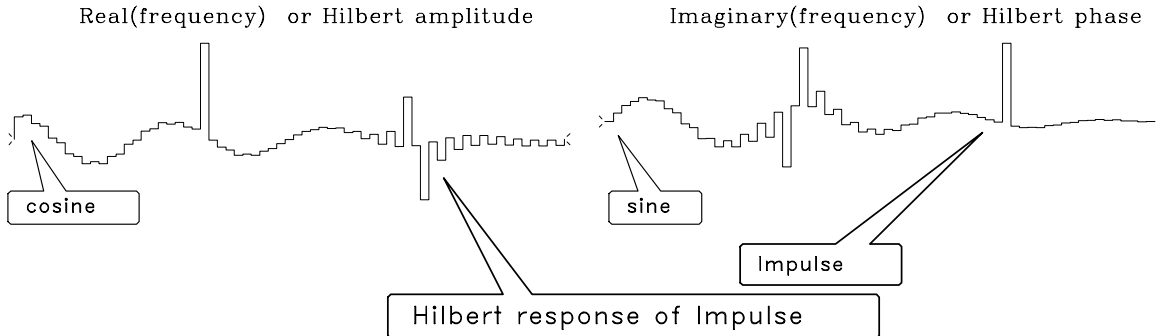 Real(frequency) or Hilbert amplitude
Imaginary(frequency) or Hilbert phase
cosine
sine
Impulse
Hilbert response of Impulse